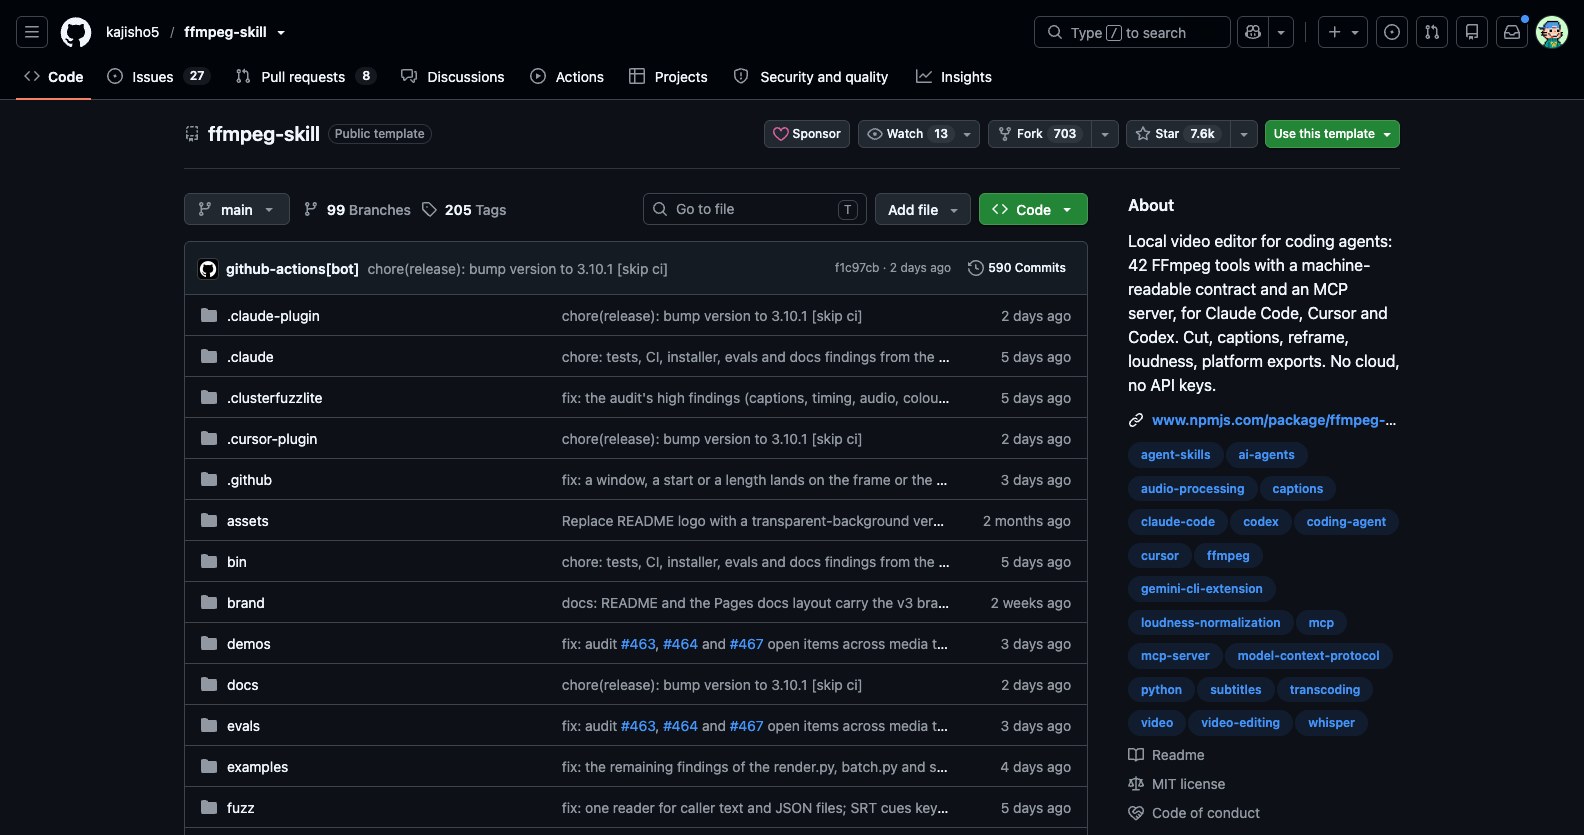 kajisho5 / ffmpeg-skill
Type / to search
Code
Issues 27
Pull requests 8
Discussions
Actions
Projects
Security and quality
Insights
ffmpeg-skill Public template
Sponsor
Watch 13
Fork 703
Star 7.6k
Use this template
main
99 Branches
205 Tags
Go to file T
Add file
Code
github-actions[bot] chore(release): bump version to 3.10.1 [skip ci] f1c97cb · 2 days ago 590 Commits
.claude-plugin chore(release): bump version to 3.10.1 [skip ci] 2 days ago
.claude chore: tests, CI, installer, evals and docs findings from the ... 5 days ago
.clusterfuzzlite fix: the audit's high findings (captions, timing, audio, colou... 5 days ago
.cursor-plugin chore(release): bump version to 3.10.1 [skip ci] 2 days ago
.github fix: a window, a start or a length lands on the frame or the ... 3 days ago
assets Replace README logo with a transparent-background ver... 2 months ago
bin chore: tests, CI, installer, evals and docs findings from the ... 5 days ago
brand docs: README and the Pages docs layout carry the v3 bra... 2 weeks ago
demos fix: audit #463, #464 and #467 open items across media t... 3 days ago
docs chore(release): bump version to 3.10.1 [skip ci] 2 days ago
evals fix: audit #463, #464 and #467 open items across media t... 3 days ago
examples fix: the remaining findings of the render.py, batch.py and s... 4 days ago
fuzz fix: one reader for caller text and JSON files; SRT cues key... 5 days ago
About
Local video editor for coding agents:
42 FFmpeg tools with a machine-
readable contract and an MCP
server, for Claude Code, Cursor and
Codex. Cut, captions, reframe,
loudness, platform exports. No cloud,
no API keys.
www.npmjs.com/package/ffmpeg-...
agent-skills ai-agents
audio-processing captions
claude-code codex coding-agent
cursor ffmpeg
gemini-cli-extension
loudness-normalization mcp
mcp-server model-context-protocol
python subtitles transcoding
video video-editing whisper
Readme
MIT license
Code of conduct